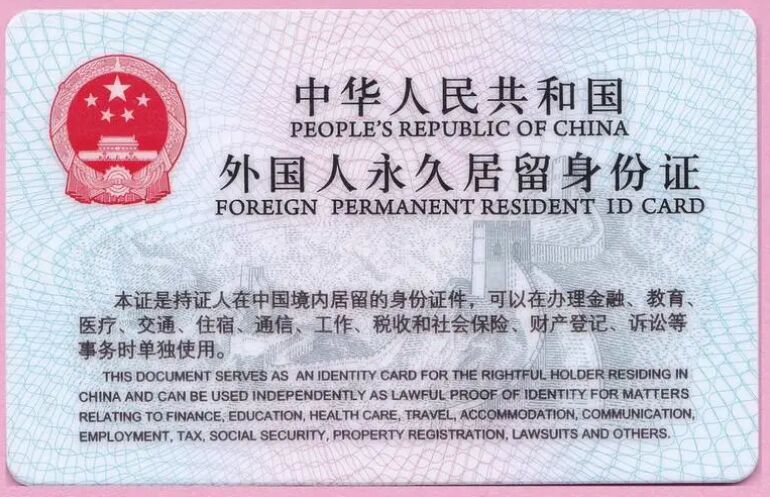 中华人民共和国
PEOPLE'S REPUBLIC OF CHINA
外国人永久居留身份证
FOREIGN PERMANENT RESIDENT ID CARD
本证是持证人在中国境内居留的身份证件，可以在办理金融、教育、
医疗、交通、住宿、通信、工作、税收和社会保险、财产登记、诉讼等
事务时单独使用。
THIS DOCUMENT SERVES AS AN IDENTITY CARD FOR THE RIGHTFUL HOLDER RESIDING IN
CHINA AND CAN BE USED INDEPENDENTLY AS LAWFUL PROOF OF IDENTITY FOR MATTERS
RELATING TO FINANCE, EDUCATION, HEALTH CARE, TRAVEL, ACCOMMODATION, COMMUNICATION,
EMPLOYMENT, TAX, SOCIAL SECURITY, PROPERTY REGISTRATION, LAWSUITS AND OTHERS.